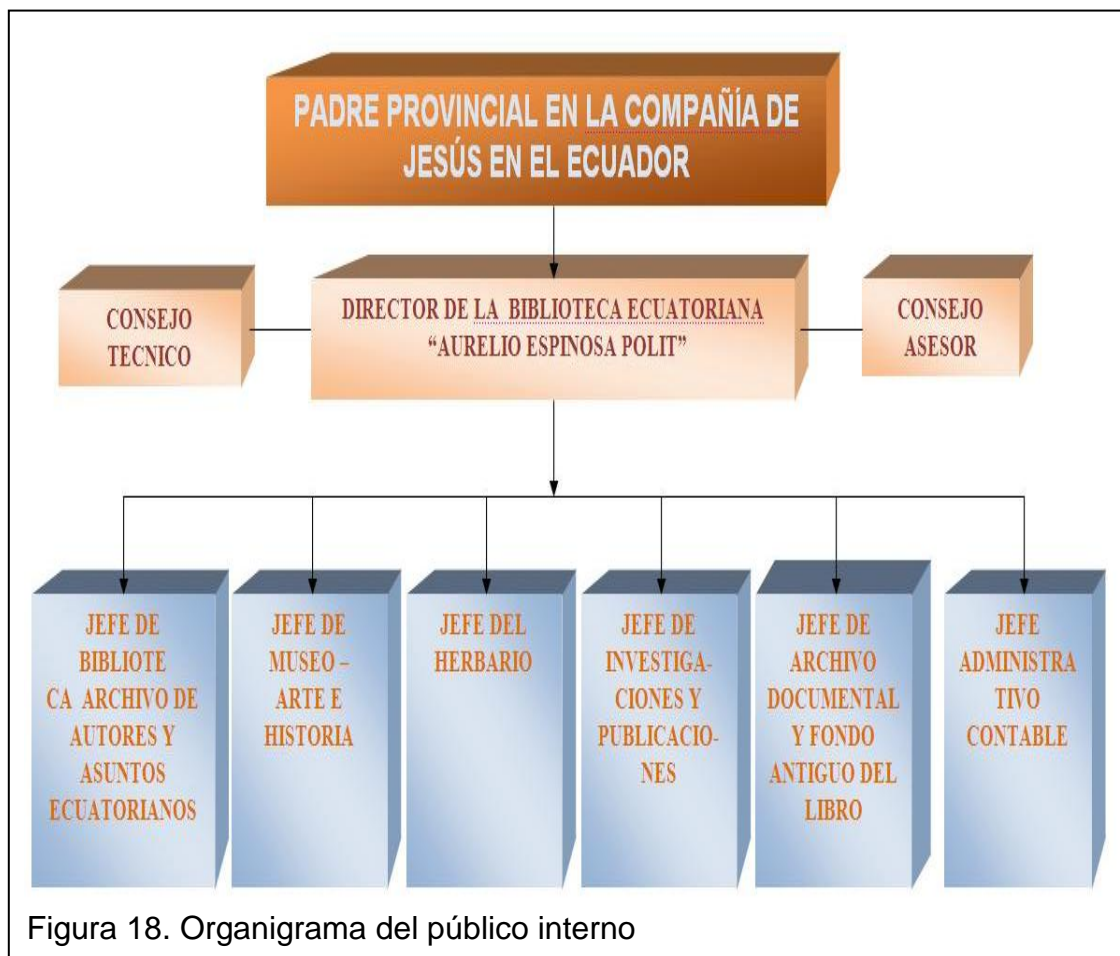 PADRE PROVINCIAL EN LA COMPAÑÍA DE
JESÚS EN EL ECUADOR
CONSEJO
TECNICO
DIRECTOR DE LA BIBLIOTECA ECUATORIANA
“AURELIO ESPINOSA POLIT”
CONSEJO
ASESOR
JEFE DE
BIBLIOTE
CA ARCHIVO DE
AUTORES Y
ASUNTOS
ECUATORIANOS
JEFE DE
MUSEO –
ARTE E
HISTORIA
JEFE DEL
HERBARIO
JEFE DE
INVESTIGA-
CIONES Y
PUBLICACIO-
NES
JEFE DE
ARCHIVO
DOCUMENTAL
Y FONDO
ANTIGUO DEL
LIBRO
JEFE
ADMINISTRA
TIVO
CONTABLE
Figura 18. Organigrama del público interno